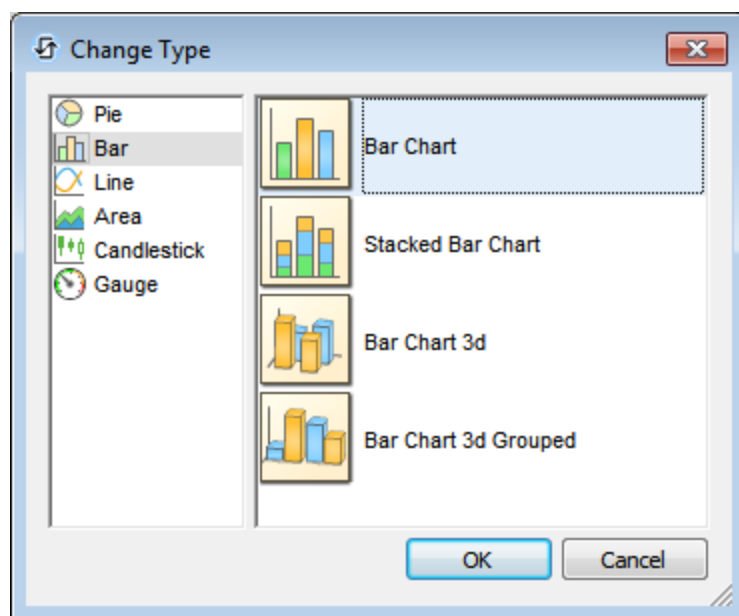 Change Type
Pie
Bar
Line
Area
Candlestick
Gauge
Bar Chart
Stacked Bar Chart
Bar Chart 3d
Bar Chart 3d Grouped
OK
Cancel